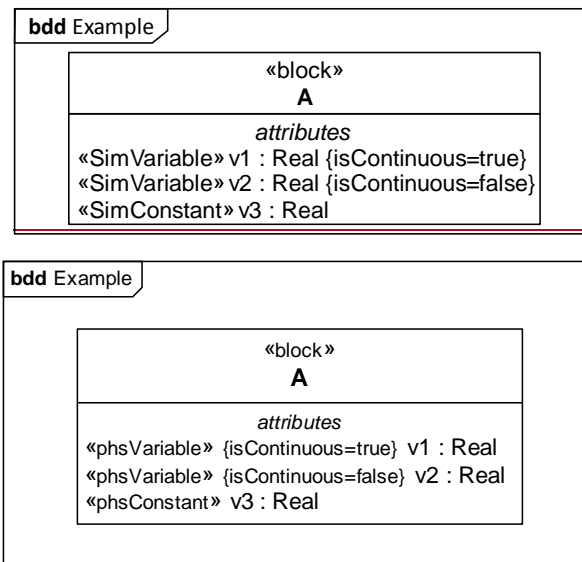 bdd Example
«block»
A
attributes
«SimVariable» v1 : Real {isContinuous=true}
«SimVariable» v2 : Real {isContinuous=false}
«SimConstant» v3 : Real
bdd Example
«block»
A
attributes
«phsVariable» {isContinuous=true} v1 : Real
«phsVariable» {isContinuous=false} v2 : Real
«phsConstant» v3 : Real